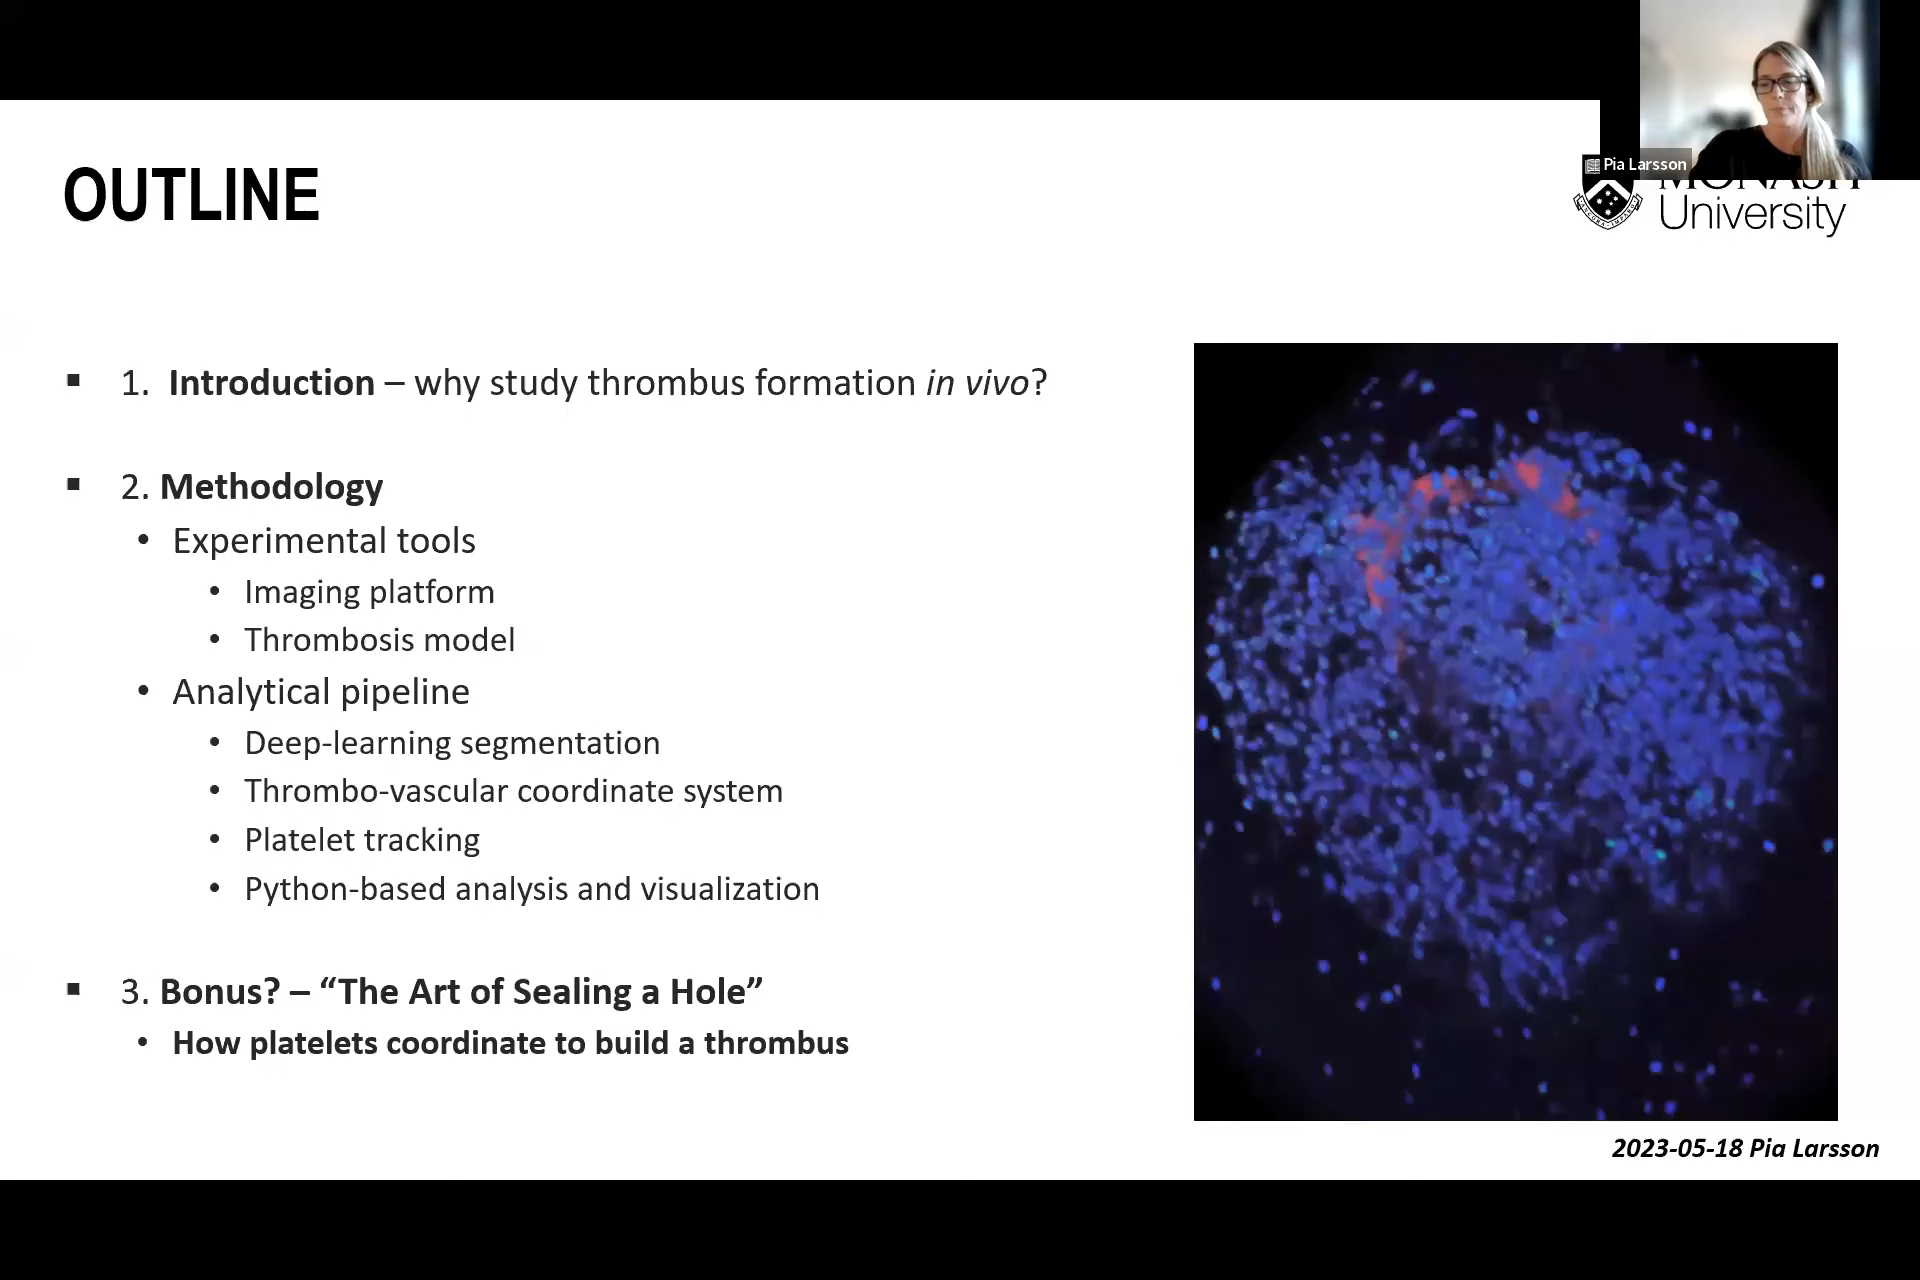 Pia Larsson
OUTLINE
MONASH
University
▪ 1. Introduction – why study thrombus formation in vivo?
▪ 2. Methodology
• Experimental tools
• Imaging platform
• Thrombosis model
• Analytical pipeline
• Deep-learning segmentation
• Thrombo-vascular coordinate system
• Platelet tracking
• Python-based analysis and visualization
▪ 3. Bonus? – “The Art of Sealing a Hole”
• How platelets coordinate to build a thrombus
2023-05-18 Pia Larsson